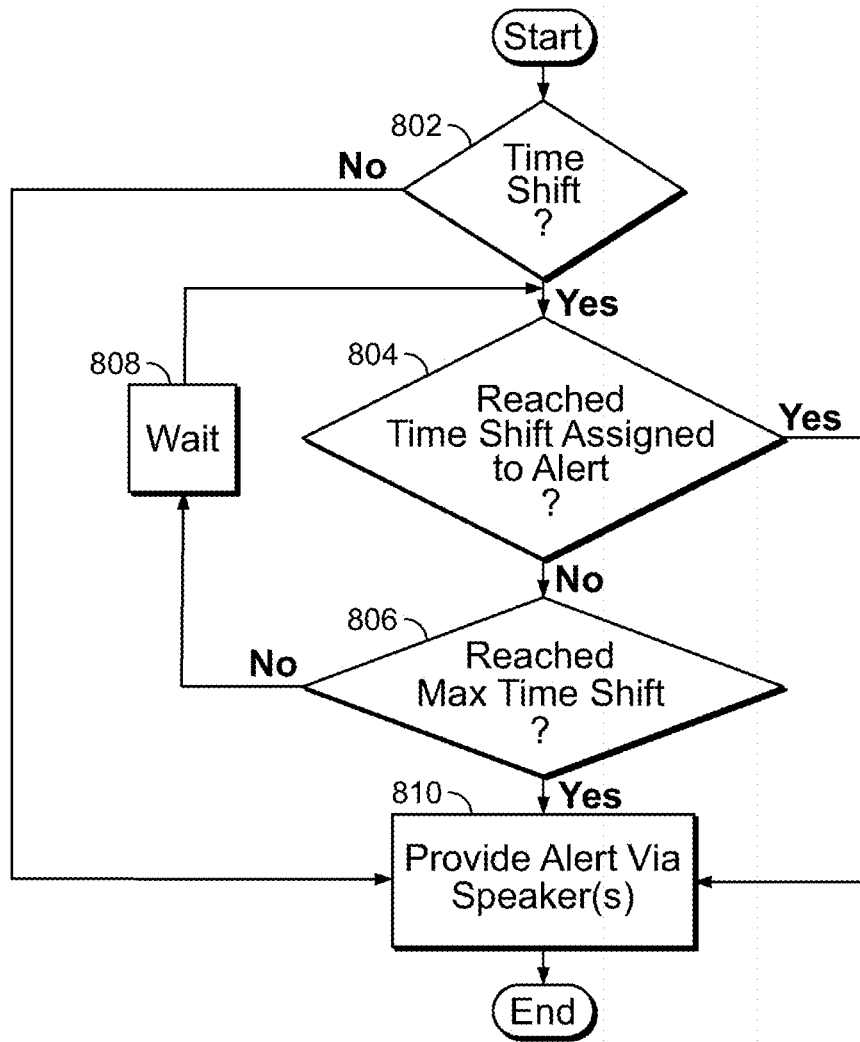 Start
802
Time
Shift
?
No
Yes
808
Wait
804
Reached
Time Shift Assigned
to Alert
?
Yes
No
806
Reached
Max Time Shift
?
No
Yes
810
Provide Alert Via
Speaker(s)
End